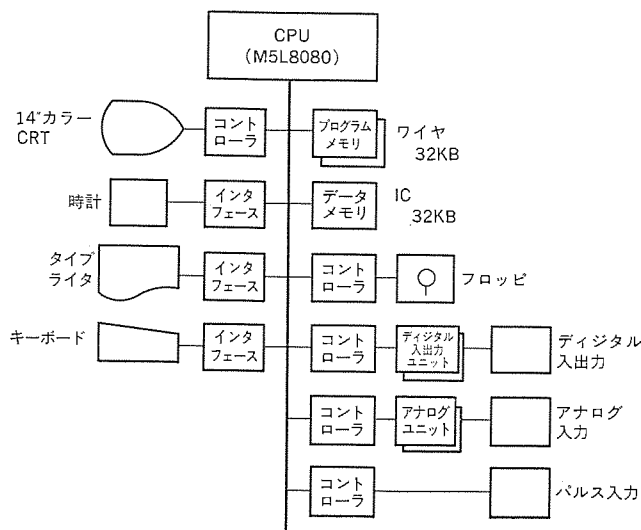 CPU
(M5L8080)
14″カラー
CRT
コント
ローラ
プログラム
メモリ
ワイヤ
32KB
時計
インタ
フェース
データ
メモリ
IC
32KB
タイプ
ライタ
インタ
フェース
コント
ローラ
フロッピ
キーボード
インタ
フェース
コント
ローラ
ディジタル
入出力
ユニット
ディジタル
入出力
コント
ローラ
アナログ
ユニット
アナログ
入力
コント
ローラ
パルス入力